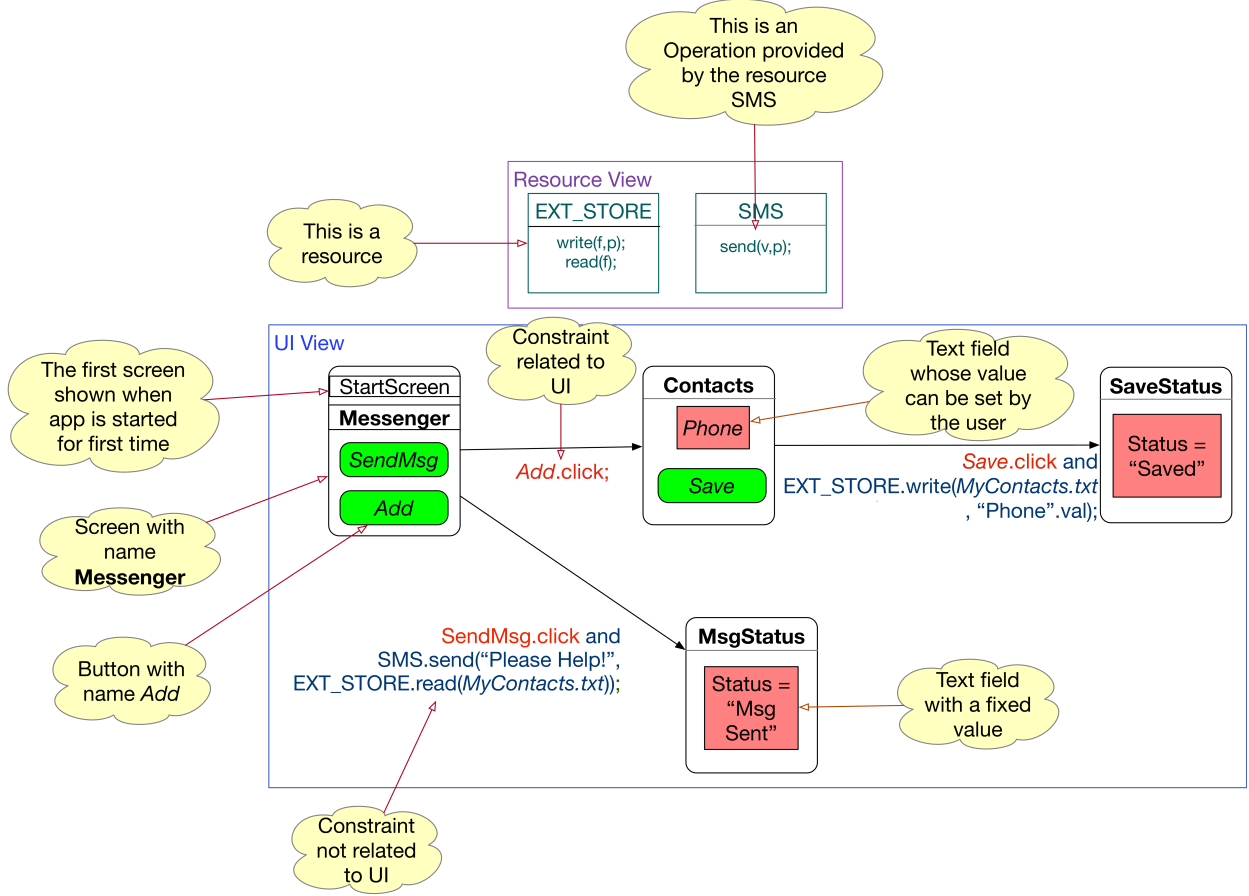 This is an
Operation provided
by the resource
SMS
Resource View
EXT_STORE
write(f,p);
read(f);
SMS
send(v,p);
This is a
resource
UI View
The first screen
shown when
app is started
for first time
StartScreen
Messenger
SendMsg
Add
Constraint
related to
UI
Add.click;
Contacts
Phone
Save
Text field
whose value
can be set by
the user
Save.click and
EXT_STORE.write(MyContacts.txt
, “Phone”.val);
SaveStatus
Status =
“Saved”
Screen with
name
Messenger
Button with
name Add
SendMsg.click and
SMS.send(“Please Help!”,
EXT_STORE.read(MyContacts.txt));
MsgStatus
Status =
“Msg
Sent”
Text field
with a fixed
value
Constraint
not related
to UI